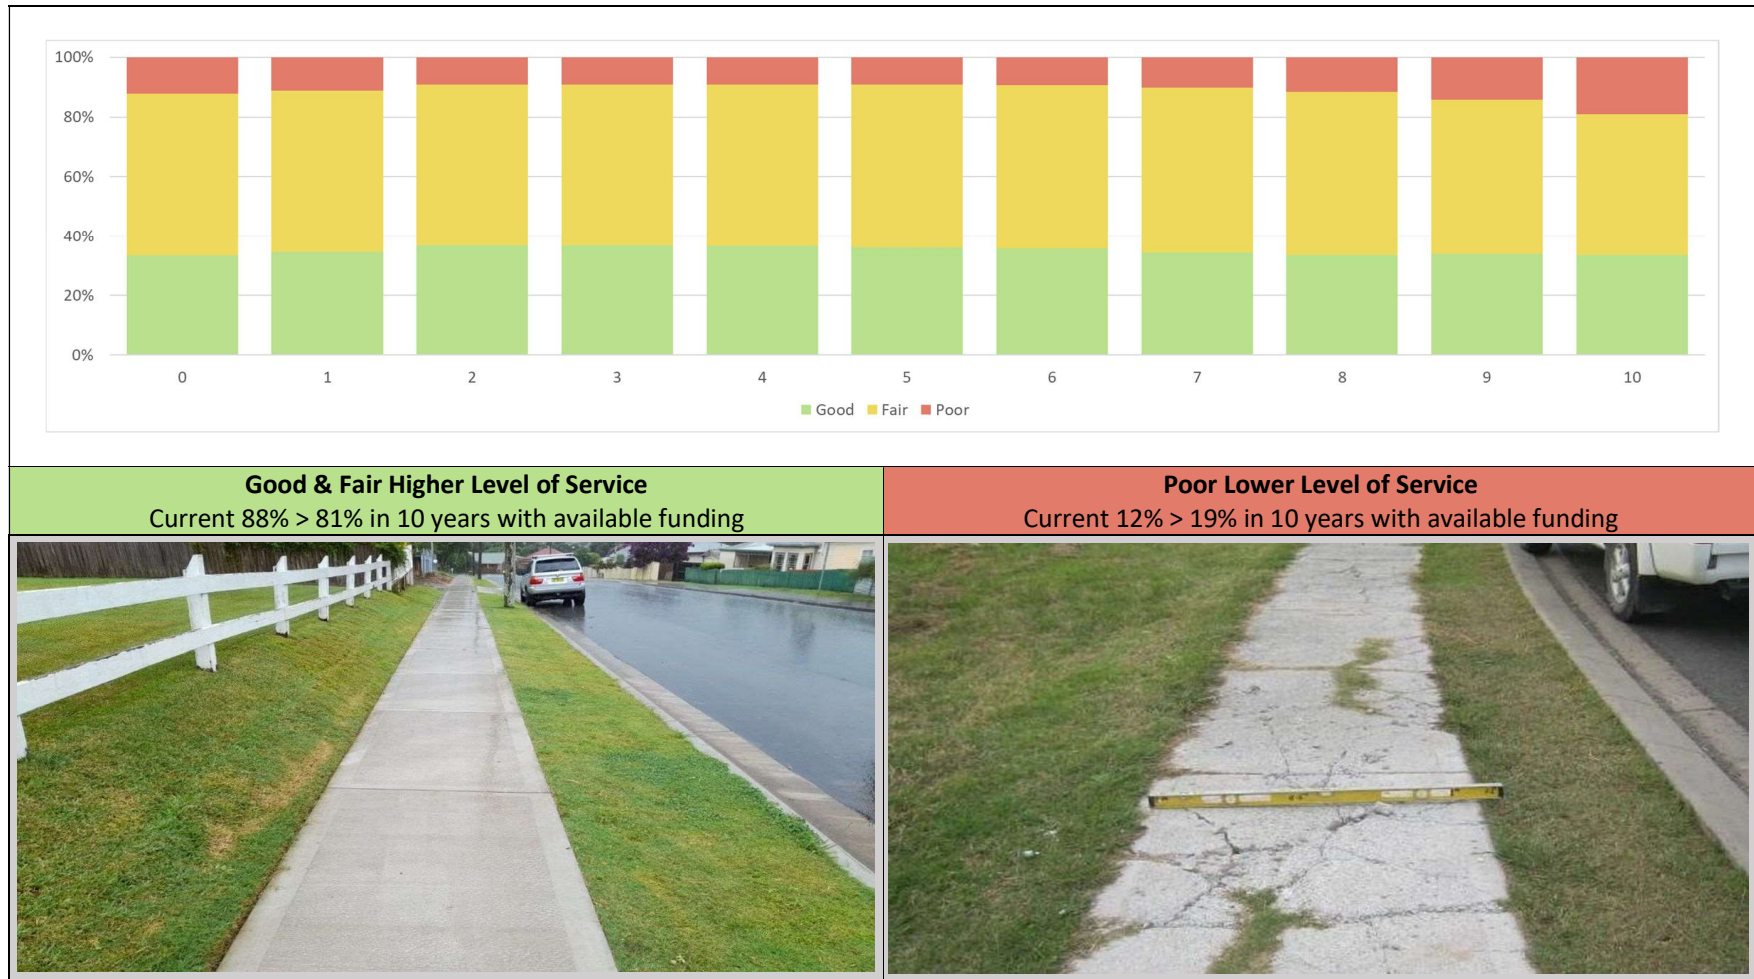 100%
80%
60%
40%
20%
0%
0 1 2 3 4 5 6 7 8 9 10
Good Fair Poor
Good & Fair Higher Level of Service
Current 88% > 81% in 10 years with available funding
Poor Lower Level of Service
Current 12% > 19% in 10 years with available funding